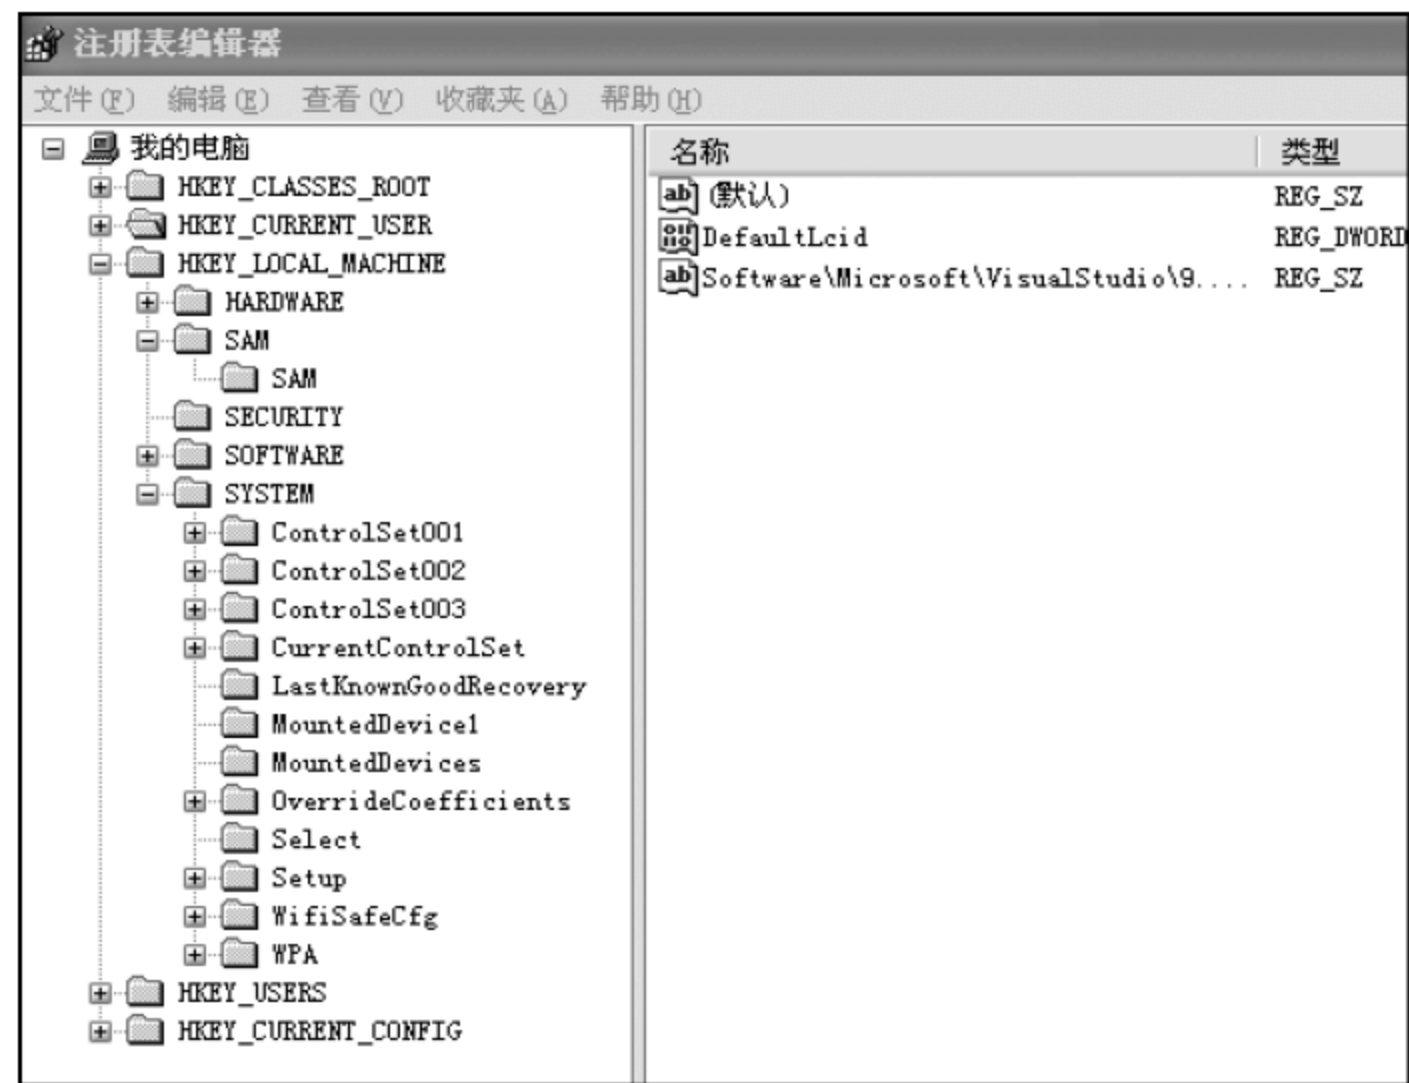 注册表编辑器
文件(F) 编辑(E) 查看(V) 收藏夹(A) 帮助(H)
我的电脑
HKEY_CLASSES_ROOT
HKEY_CURRENT_USER
HKEY_LOCAL_MACHINE
HARDWARE
SAM
SAM
SECURITY
SOFTWARE
SYSTEM
ControlSet001
ControlSet002
ControlSet003
CurrentControlSet
LastKnownGoodRecovery
MountedDevice1
MountedDevices
OverrideCoefficients
Select
Setup
WifiSafeCfg
WPA
HKEY_USERS
HKEY_CURRENT_CONFIG
名称 类型
(默认) REG_SZ
DefaultLcid REG_DWORD
Software\Microsoft\VisualStudio\9.... REG_SZ